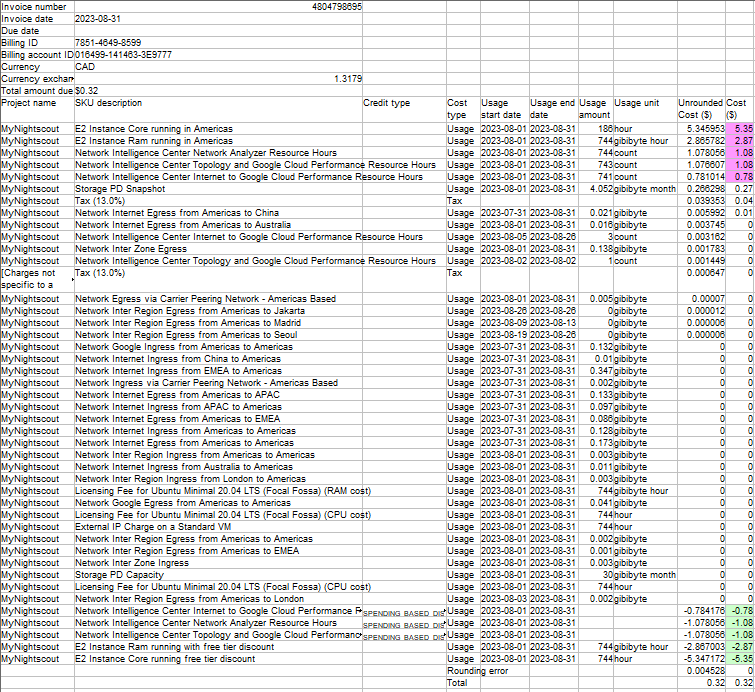 Invoice number 4804798695
Invoice date 2023-08-31
Due date
Billing ID 7851-4649-8599
Billing account ID 016499-141463-3E9777
Currency CAD
Currency exchar 1.3179
Total amount due $0.32
Project name SKU description Credit type Cost type Usage start date Usage end date Usage amount Usage unit Unrounded Cost ($) Cost ($)
MyNightscout E2 Instance Core running in Americas Usage 2023-08-01 2023-08-31 186 hour 5.345953 5.35
MyNightscout E2 Instance Ram running in Americas Usage 2023-08-01 2023-08-31 744 gibibyte hour 2.865782 2.87
MyNightscout Network Intelligence Center Network Analyzer Resource Hours Usage 2023-08-01 2023-08-31 744 count 1.078056 1.08
MyNightscout Network Intelligence Center Topology and Google Cloud Performance Resource Hours Usage 2023-08-01 2023-08-31 743 count 1.076607 1.08
MyNightscout Network Intelligence Center Internet to Google Cloud Performance Resource Hours Usage 2023-08-01 2023-08-31 741 count 0.781014 0.78
MyNightscout Storage PD Snapshot Usage 2023-08-01 2023-08-31 4.052 gibibyte month 0.266298 0.27
MyNightscout Tax (13.0%) Tax 0.039353 0.04
MyNightscout Network Internet Egress from Americas to China Usage 2023-07-31 2023-08-31 0.021 gibibyte 0.005992 0.01
MyNightscout Network Internet Egress from Americas to Australia Usage 2023-08-01 2023-08-31 0.016 gibibyte 0.003745 0
MyNightscout Network Intelligence Center Internet to Google Cloud Performance Resource Hours Usage 2023-08-05 2023-08-26 3 count 0.003162 0
MyNightscout Network Inter Zone Egress Usage 2023-08-01 2023-08-31 0.138 gibibyte 0.001783 0
MyNightscout Network Intelligence Center Topology and Google Cloud Performance Resource Hours Usage 2023-08-02 2023-08-02 1 count 0.001449 0
[Charges not specific to a Tax (13.0%) Tax 0.000647 0
MyNightscout Network Egress via Carrier Peering Network - Americas Based Usage 2023-08-01 2023-08-31 0.005 gibibyte 0.00007 0
MyNightscout Network Inter Region Egress from Americas to Jakarta Usage 2023-08-26 2023-08-26 0 gibibyte 0.000012 0
MyNightscout Network Inter Region Egress from Americas to Madrid Usage 2023-08-09 2023-08-13 0 gibibyte 0.000006 0
MyNightscout Network Inter Region Egress from Americas to Seoul Usage 2023-08-19 2023-08-26 0 gibibyte 0.000006 0
MyNightscout Network Google Ingress from Americas to Americas Usage 2023-07-31 2023-08-31 0.132 gibibyte 0 0
MyNightscout Network Internet Ingress from China to Americas Usage 2023-07-31 2023-08-31 0.01 gibibyte 0 0
MyNightscout Network Internet Ingress from EMEA to Americas Usage 2023-07-31 2023-08-31 0.347 gibibyte 0 0
MyNightscout Network Ingress via Carrier Peering Network - Americas Based Usage 2023-08-01 2023-08-31 0.002 gibibyte 0 0
MyNightscout Network Internet Egress from Americas to APAC Usage 2023-07-31 2023-08-31 0.133 gibibyte 0 0
MyNightscout Network Internet Ingress from APAC to Americas Usage 2023-07-31 2023-08-31 0.097 gibibyte 0 0
MyNightscout Network Internet Egress from Americas to EMEA Usage 2023-07-31 2023-08-31 0.086 gibibyte 0 0
MyNightscout Network Internet Ingress from Americas to Americas Usage 2023-07-31 2023-08-31 0.128 gibibyte 0 0
MyNightscout Network Internet Egress from Americas to Americas Usage 2023-07-31 2023-08-31 0.173 gibibyte 0 0
MyNightscout Network Inter Region Ingress from Americas to Americas Usage 2023-08-01 2023-08-31 0.003 gibibyte 0 0
MyNightscout Network Internet Ingress from Australia to Americas Usage 2023-08-01 2023-08-31 0.011 gibibyte 0 0
MyNightscout Network Inter Region Ingress from London to Americas Usage 2023-08-01 2023-08-31 0.003 gibibyte 0 0
MyNightscout Licensing Fee for Ubuntu Minimal 20.04 LTS (Focal Fossa) (RAM cost) Usage 2023-08-01 2023-08-31 744 gibibyte hour 0 0
MyNightscout Network Google Egress from Americas to Americas Usage 2023-08-01 2023-08-31 0.041 gibibyte 0 0
MyNightscout Licensing Fee for Ubuntu Minimal 20.04 LTS (Focal Fossa) (CPU cost) Usage 2023-08-01 2023-08-31 744 hour 0 0
MyNightscout External IP Charge on a Standard VM Usage 2023-08-01 2023-08-31 744 hour 0 0
MyNightscout Network Inter Region Egress from Americas to Americas Usage 2023-08-01 2023-08-31 0.002 gibibyte 0 0
MyNightscout Network Inter Region Egress from Americas to EMEA Usage 2023-08-01 2023-08-31 0.001 gibibyte 0 0
MyNightscout Network Inter Zone Ingress Usage 2023-08-01 2023-08-31 0.003 gibibyte 0 0
MyNightscout Storage PD Capacity Usage 2023-08-01 2023-08-31 30 gibibyte month 0 0
MyNightscout Licensing Fee for Ubuntu Minimal 20.04 LTS (Focal Fossa) (CPU cost) Usage 2023-08-01 2023-08-31 744 hour 0 0
MyNightscout Network Inter Region Egress from Americas to London Usage 2023-08-03 2023-08-31 0.002 gibibyte 0 0
MyNightscout Network Intelligence Center Internet to Google Cloud Performance F SPENDING BASED DIS Usage 2023-08-01 2023-08-31 -0.784176 -0.78
MyNightscout Network Intelligence Center Network Analyzer Resource Hours SPENDING BASED DIS Usage 2023-08-01 2023-08-31 -1.078056 -1.08
MyNightscout Network Intelligence Center Topology and Google Cloud Performanc SPENDING BASED DIS Usage 2023-08-01 2023-08-31 -1.078056 -1.08
MyNightscout E2 Instance Ram running with free tier discount Usage 2023-08-01 2023-08-31 744 gibibyte hour -2.867003 -2.87
MyNightscout E2 Instance Core running free tier discount Usage 2023-08-01 2023-08-31 744 hour -5.347172 -5.35
Rounding error 0.004528 0
Total 0.32 0.32